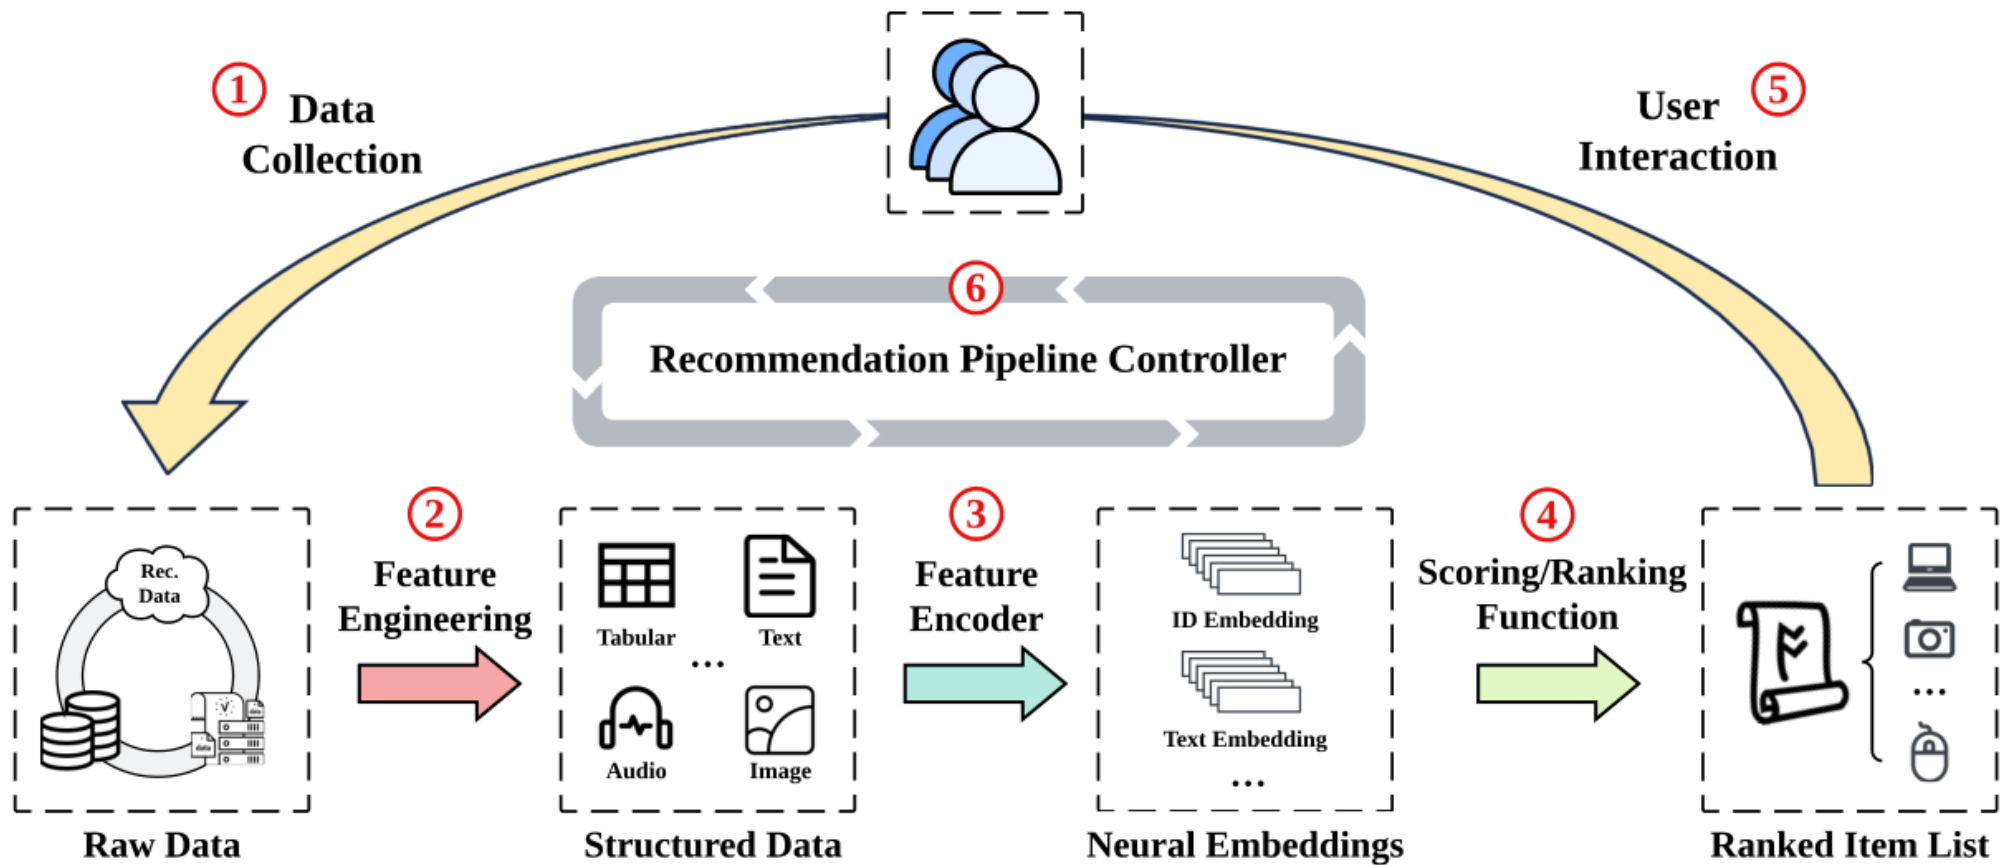 1
Data
Collection
User
Interaction
5
6
Recommendation Pipeline Controller
2
Feature
Engineering
3
Feature
Encoder
4
Scoring/Ranking
Function
Rec.
Data
data
data
Raw Data
Tabular
Text
...
Audio
Image
Structured Data
ID Embedding
Text Embedding
...
Neural Embeddings
...
Ranked Item List